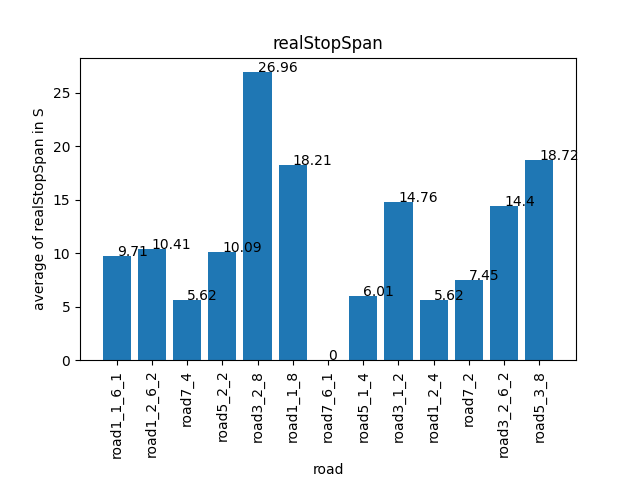 realStopSpan
average of realStopSpan in S
25
20
15
10
5
0
9.71
10.41
5.62
10.09
26.96
18.21
0
6.01
14.76
5.62
7.45
14.4
18.72
road1_1_6_1
road1_2_6_2
road7_4
road5_2_2
road3_2_8
road1_1_8
road7_6_1
road5_1_4
road3_1_2
road1_2_4
road7_2
road3_2_6_2
road5_3_8
road